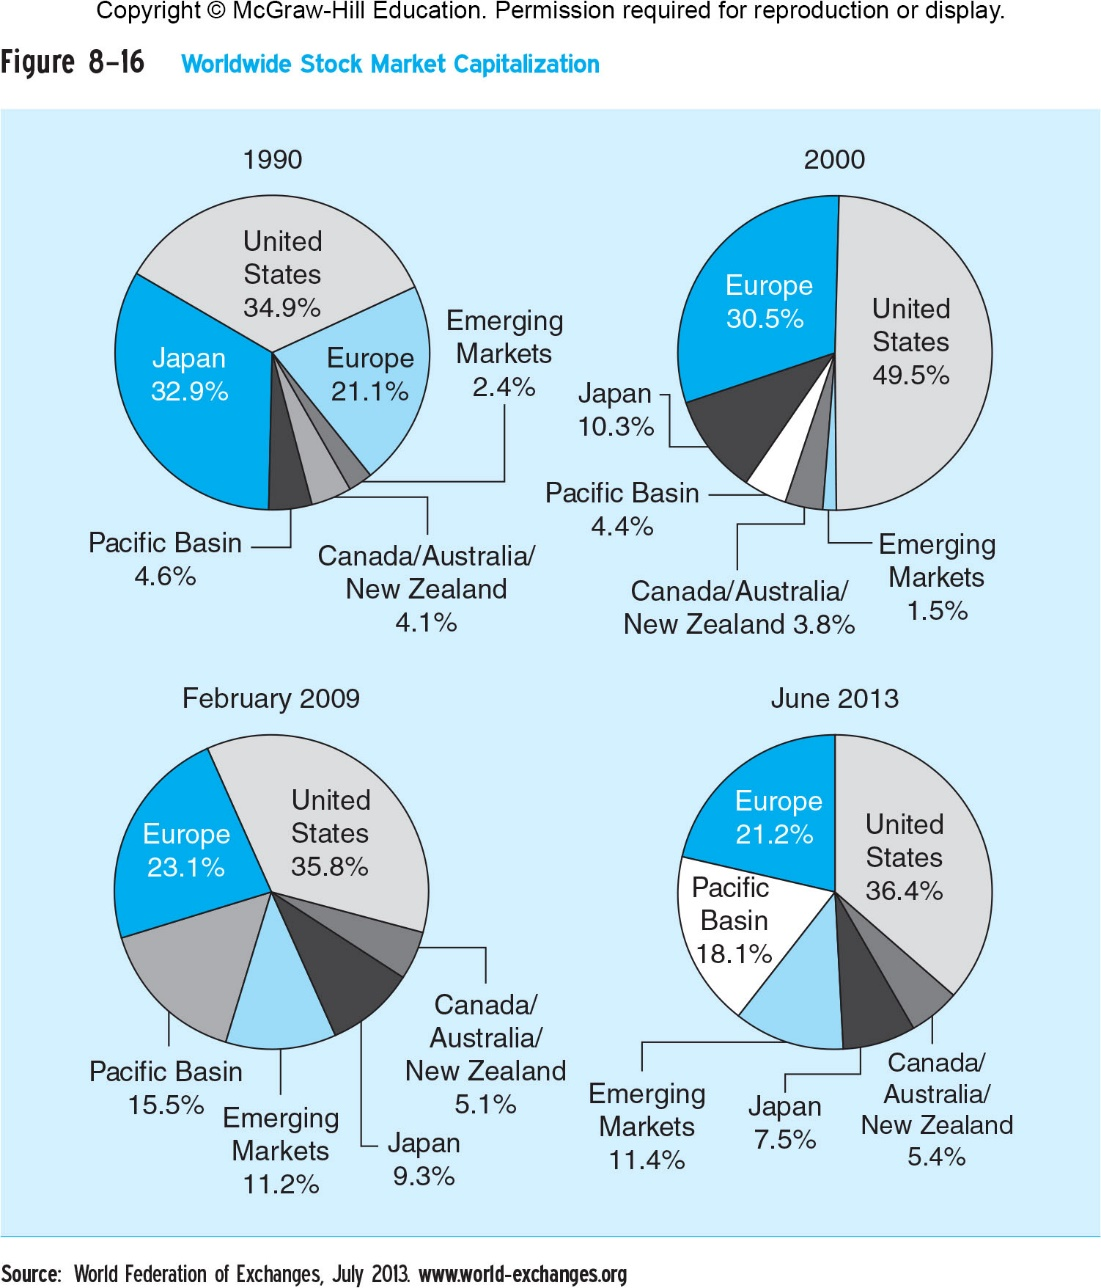 Copyright © McGraw-Hill Education. Permission required for reproduction or display.
Figure 8–16 Worldwide Stock Market Capitalization
1990
United
States
34.9%
Japan
32.9%
Europe
21.1%
Emerging
Markets
2.4%
Pacific Basin
4.6%
Canada/Australia/
New Zealand
4.1%
2000
Europe
30.5%
United
States
49.5%
Japan
10.3%
Pacific Basin
4.4%
Canada/Australia/
New Zealand 3.8%
Emerging
Markets
1.5%
February 2009
United
States
35.8%
Europe
23.1%
Canada/
Australia/
New Zealand
5.1%
Pacific Basin
15.5%
Emerging
Markets
11.2%
Japan
9.3%
June 2013
Europe
21.2%
United
States
36.4%
Pacific
Basin
18.1%
Emerging
Markets
11.4%
Japan
7.5%
Canada/
Australia/
New Zealand
5.4%
Source: World Federation of Exchanges, July 2013. www.world-exchanges.org